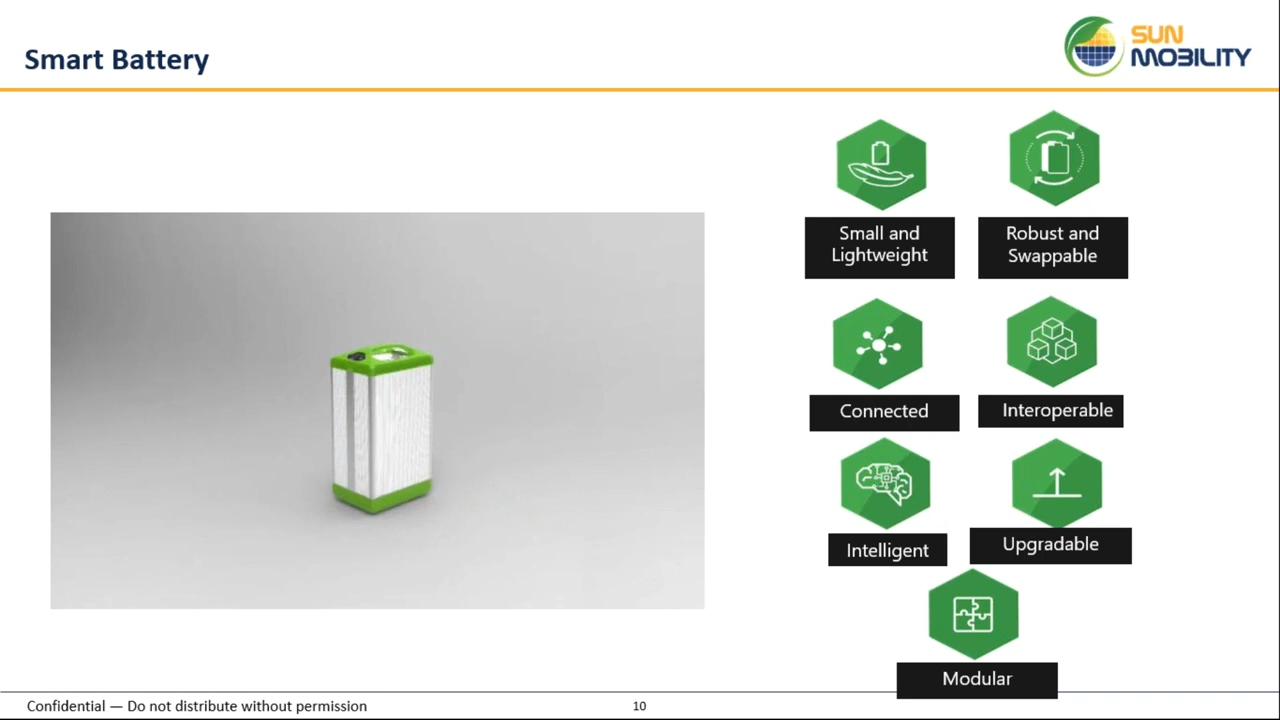 Smart Battery
SUN
MOBILITY
Small and
Lightweight
Robust and
Swappable
Connected
Interoperable
Intelligent
Upgradable
Modular
Confidential — Do not distribute without permission
10